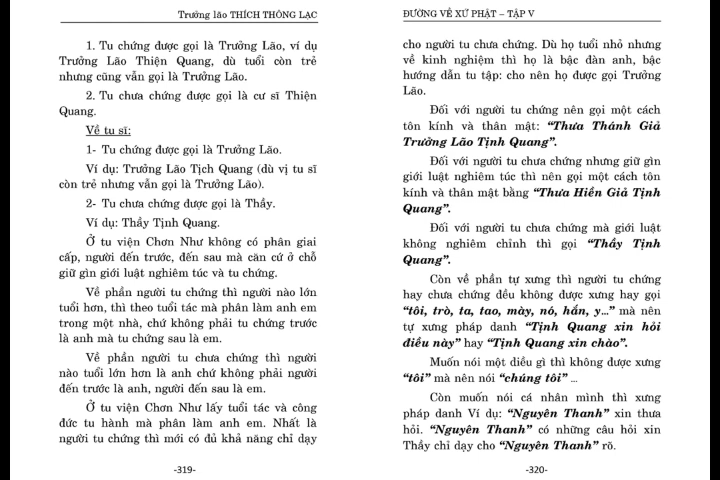 Trưởng lão THÍCH THÔNG LẠC
1. Tu chứng được gọi là Trưởng Lão, ví dụ
Trưởng Lão Thiện Quang, dù tuổi còn trẻ
nhưng cũng vẫn gọi là Trưởng Lão.
2. Tu chưa chứng được gọi là cư sĩ Thiện
Quang.
Về tu sĩ:
1- Tu chứng được gọi là Trưởng Lão.
Ví dụ: Trưởng Lão Tịch Quang (dù vị tu sĩ
còn trẻ nhưng vẫn gọi là Trưởng Lão).
2- Tu chưa chứng được gọi là Thầy.
Ví dụ: Thầy Tịnh Quang.
Ở tu viện Chơn Như không có phân giai
cấp, người đến trước, đến sau mà căn cứ ở chỗ
giữ gìn giới luật nghiêm túc và tu chứng.
Về phần người tu chứng thì người nào lớn
tuổi hơn, thì theo tuổi tác mà phân làm anh em
trong một nhà, chứ không phải tu chứng trước
là anh mà tu chứng sau là em.
Về phần người tu chưa chứng thì người
nào tuổi lớn hơn là anh chứ không phải người
đến trước là anh, người đến sau là em.
Ở tu viện Chơn Như lấy tuổi tác và công
đức tu hành mà phân làm anh em. Nhất là
người tu chứng thì mới có đủ khả năng chỉ dạy
-319-
ĐƯỜNG VỀ XỨ PHẬT – TẬP V
cho người tu chưa chứng. Dù họ tuổi nhỏ nhưng
về kinh nghiệm thì họ là bậc đàn anh, bậc
hướng dẫn tu tập: cho nên họ được gọi Trưởng
Lão.
Đối với người tu chứng nên gọi một cách
tôn kính và thân mật: “Thưa Thánh Giả
Trưởng Lão Tịnh Quang”.
Đối với người tu chưa chứng nhưng giữ gìn
giới luật nghiêm túc thì nên gọi một cách tôn
kính và thân mật bằng “Thưa Hiền Giả Tịnh
Quang”.
Đối với người tu chưa chứng mà giới luật
không nghiêm chỉnh thì gọi “Thầy Tịnh
Quang”.
Còn về phần tự xưng thì người tu chứng
hay chưa chứng đều không được xưng hay gọi
“tôi, trò, ta, tao, mày, nó, hắn, y...” mà nên
tự xưng pháp danh “Tịnh Quang xin hỏi
điều này” hay “Tịnh Quang xin chào”.
Muốn nói một điều gì thì không được xưng
“tôi” mà nên nói “chúng tôi” ...
Còn muốn nói cá nhân mình thì xưng
pháp danh Ví dụ: “Nguyên Thanh” xin thưa
hỏi. “Nguyên Thanh” có những câu hỏi xin
Thầy chỉ dạy cho “Nguyên Thanh” rõ.
-320-